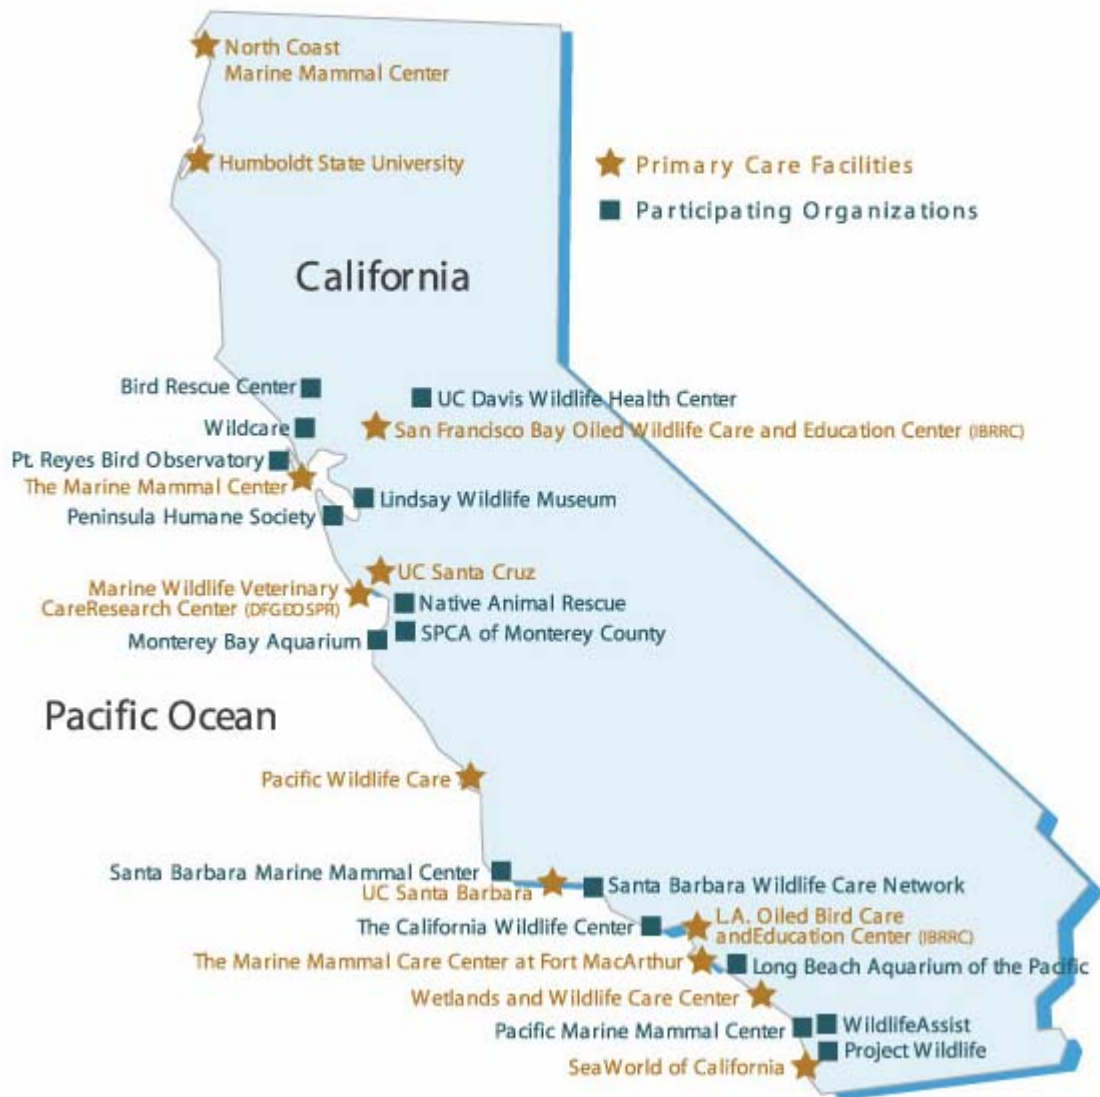 North Coast
Marine Mammal Center
Humboldt State University
Primary Care Facilities
Participating Organizations
California
Bird Rescue Center
UC Davis Wildlife Health Center
Wildcare
San Francisco Bay Oiled Wildlife Care and Education Center (IBRRC)
Pt. Reyes Bird Observatory
The Marine Mammal Center
Lindsay Wildlife Museum
Peninsula Humane Society
UC Santa Cruz
Marine Wildlife Veterinary
CareResearch Center (DFGEOSPR)
Native Animal Rescue
SPCA of Monterey County
Monterey Bay Aquarium
Pacific Ocean
Pacific Wildlife Care
Santa Barbara Marine Mammal Center
UC Santa Barbara
Santa Barbara Wildlife Care Network
The California Wildlife Center
L.A. Oiled Bird Care
andEducation Center (IBRRC)
The Marine Mammal Care Center at Fort MacArthur
Long Beach Aquarium of the Pacific
Wetlands and Wildlife Care Center
Pacific Marine Mammal Center
WildlifeAssist
Project Wildlife
SeaWorld of California